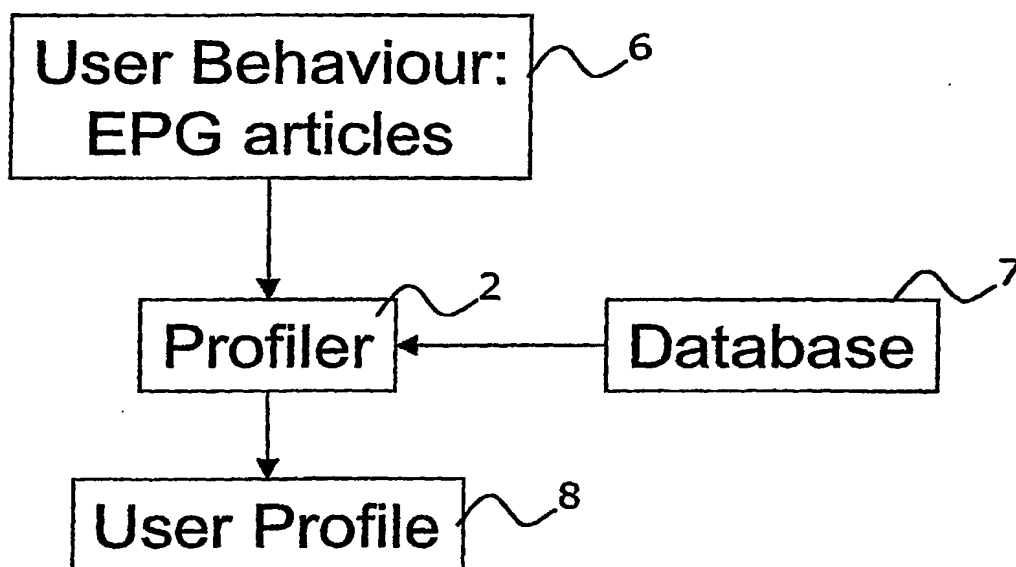 User Behaviour: 6
EPG articles
2
7
Profiler
Database
8
User Profile